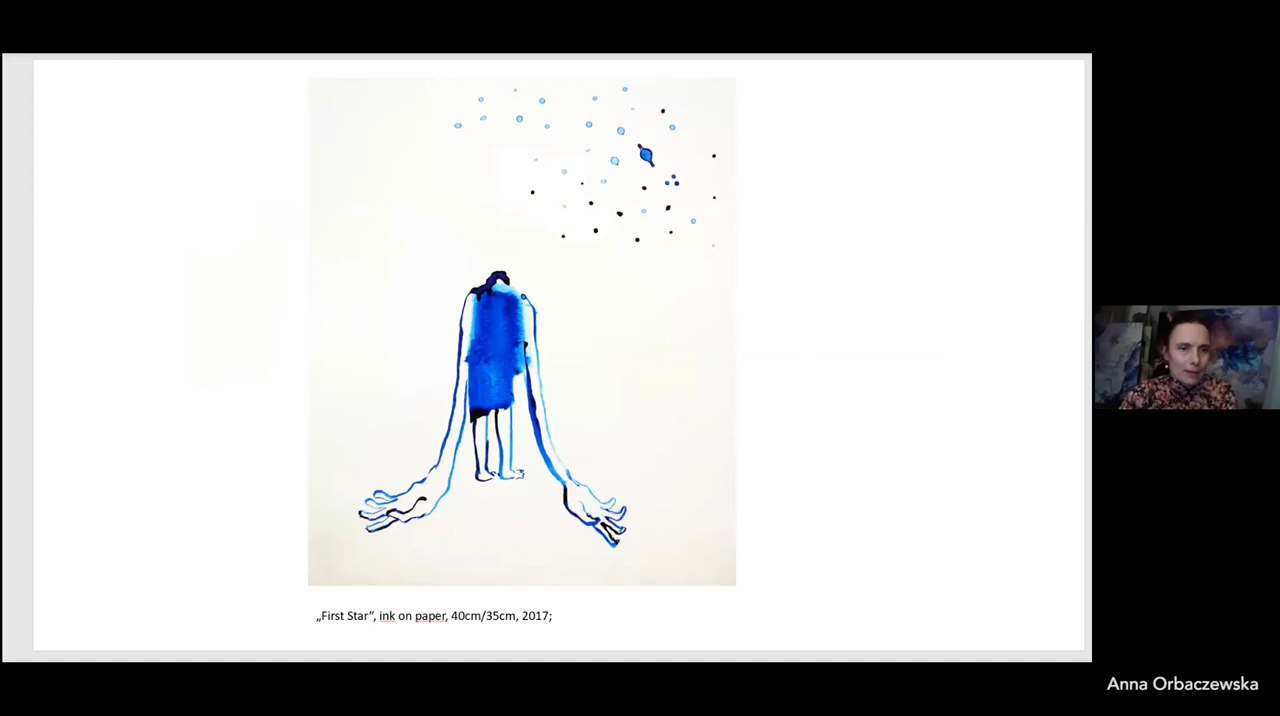 „First Star”, ink on paper, 40cm/35cm, 2017;
Anna Orbaczewska